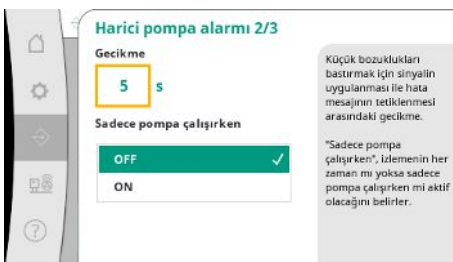 Harici pompa alarmı 2/3
Gecikme
5 s
Sadece pompa çalışırken
OFF
ON
Küçük bozuklukları
bastırmak için sinyalin
uygulanması ile hata
mesajının tetiklenmesi
arasındaki gecikme.
"Sadece pompa
çalışırken", izlemenin her
zaman mı yoksa sadece
pompa çalışırken mi aktif
olacağını belirler.